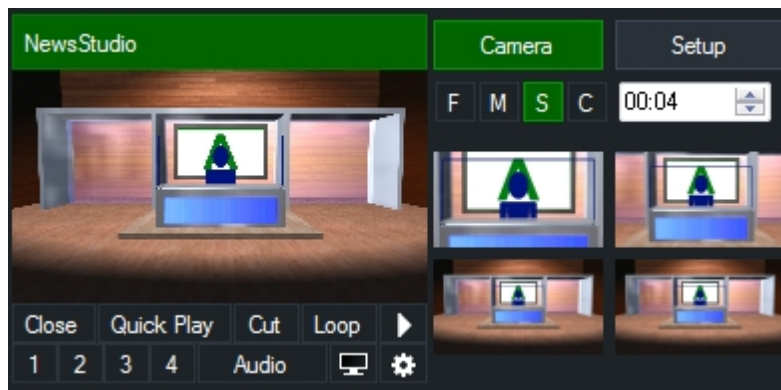 NewsStudio
Camera Setup
F M S C 00:04
Close Quick Play Cut Loop
1 2 3 4 Audio